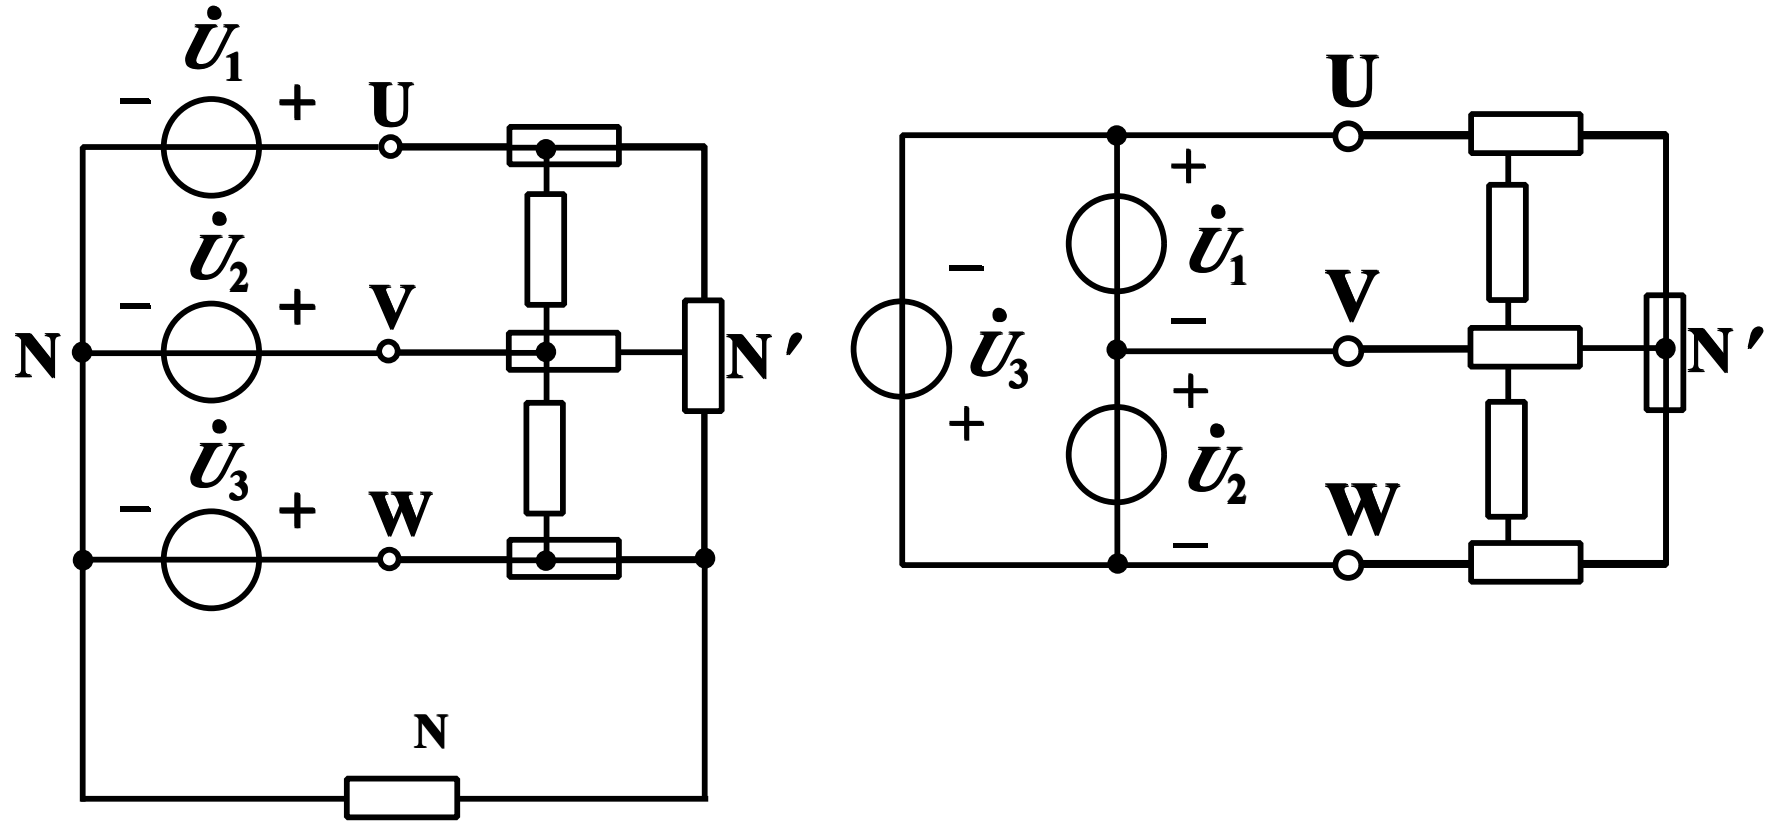 U̇₁
− + U
U̇₂
− + V
N
N′
U̇₃
− + W
N
U
+
U̇₁
−
V
−
U̇₃
+
N′
+
U̇₂
−
W